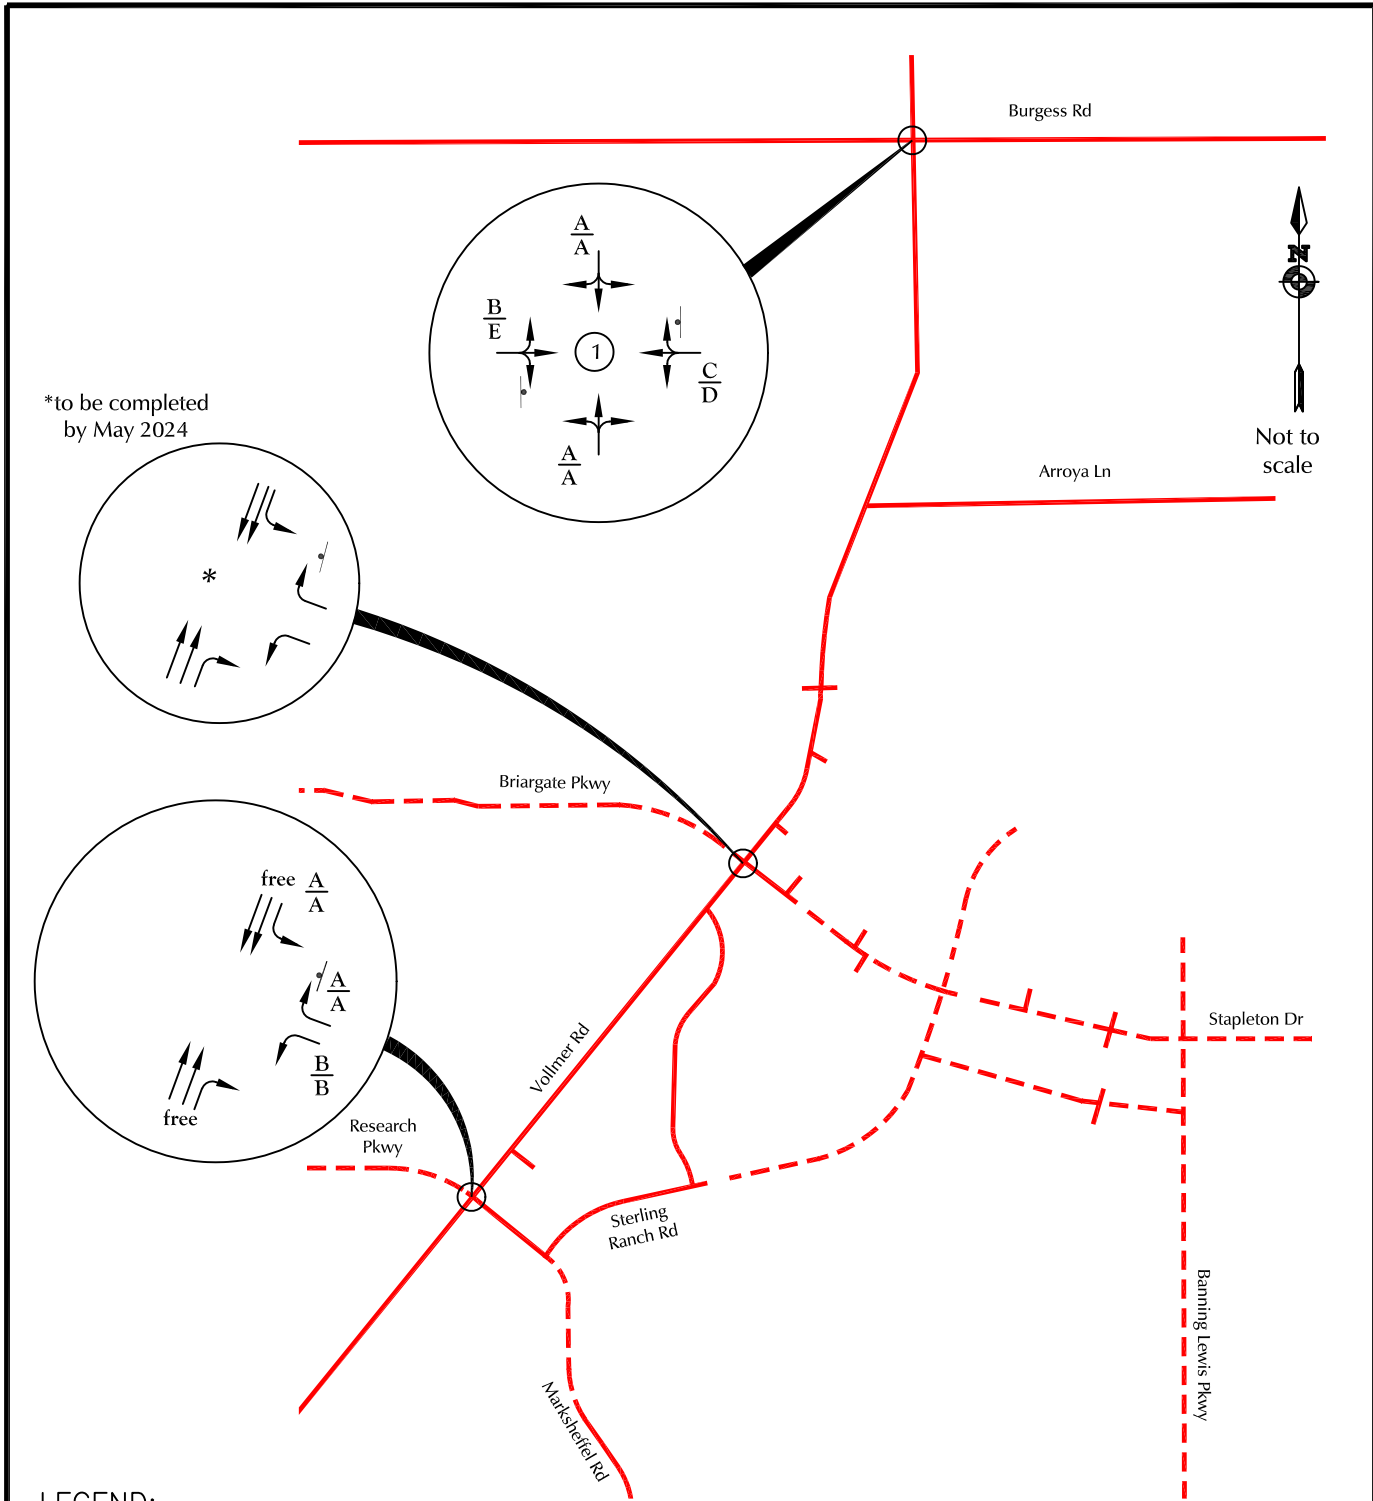 Burgess Rd
A
A
B
E
1
C
D
A
A
N
Not to
scale
*to be completed
by May 2024
*
Arroya Ln
Briargate Pkwy
free
A
A
A
A
B
B
free
Stapleton Dr
Vollmer Rd
Research
Pkwy
Sterling
Ranch Rd
Banning Lewis Pkwy
Marksheffel Rd
LEGEND: